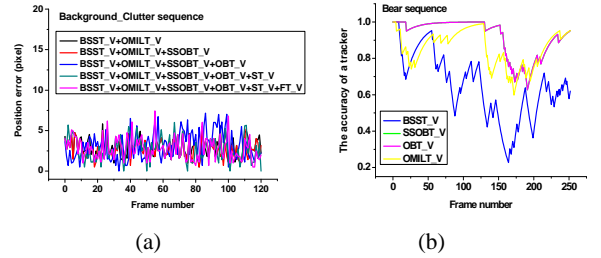 Background_Clutter sequence
BSST_V+OMILT_V
BSST_V+OMILT_V+SSOBT_V
BSST_V+OMILT_V+SSOBT_V+OBT_V
BSST_V+OMILT_V+SSOBT_V+OBT_V+ST_V
BSST_V+OMILT_V+SSOBT_V+OBT_V+ST_V+FT_V
Position error (pixel)
20
15
10
5
0
0 20 40 60 80 100 120
Frame number
(a)
Bear sequence
The accuracy of a tracker
1.0
0.8
0.6
0.4
0.2
BSST_V
SSOBT_V
OBT_V
OMILT_V
0 50 100 150 200 250
Frame number
(b)